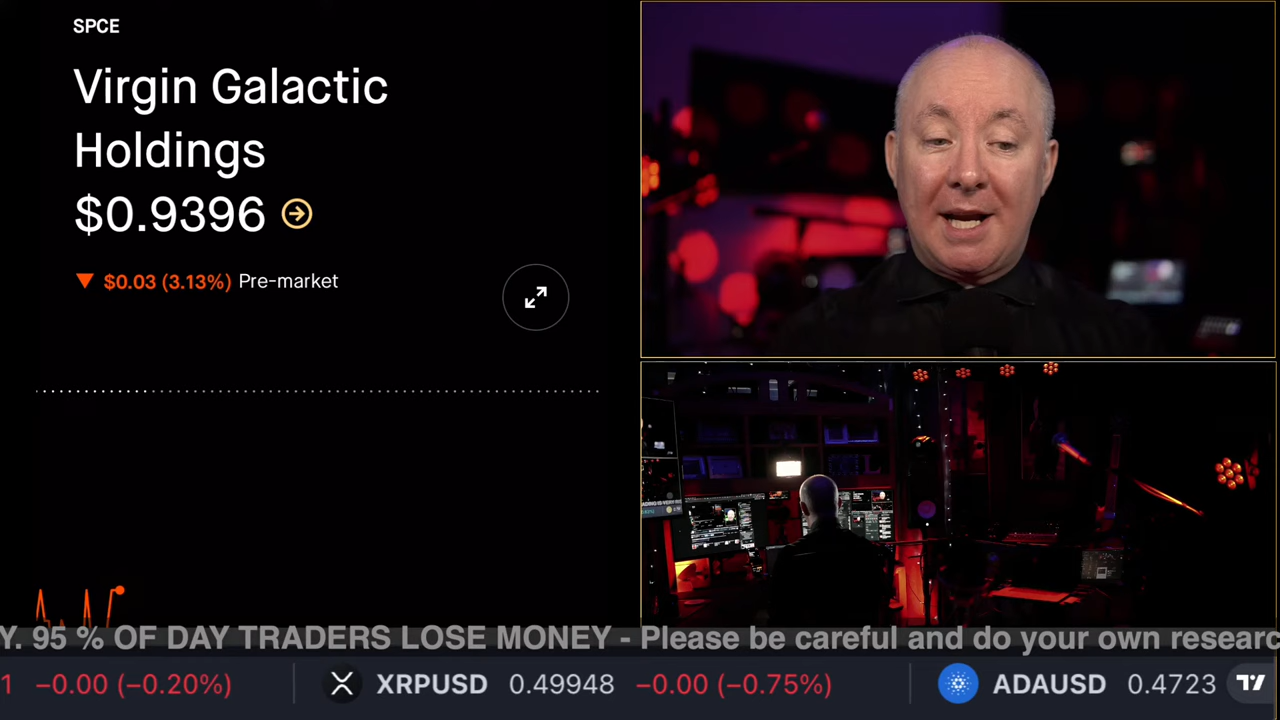 SPCE
Virgin Galactic
Holdings
$0.9396
$0.03 (3.13%) Pre-market
Y. 95 % OF DAY TRADERS LOSE MONEY - Please be careful and do your own researc
1 −0.00 (−0.20%) XRPUSD 0.49948 −0.00 (−0.75%) ADAUSD 0.4723